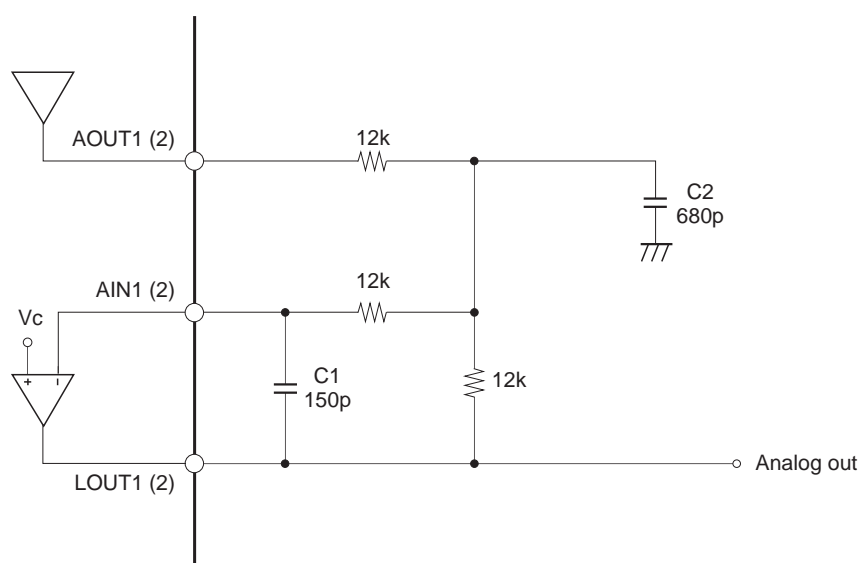 AOUT1 (2)
12k
C2
680p
AIN1 (2)
12k
Vc
+
–
C1
150p
12k
LOUT1 (2)
Analog out